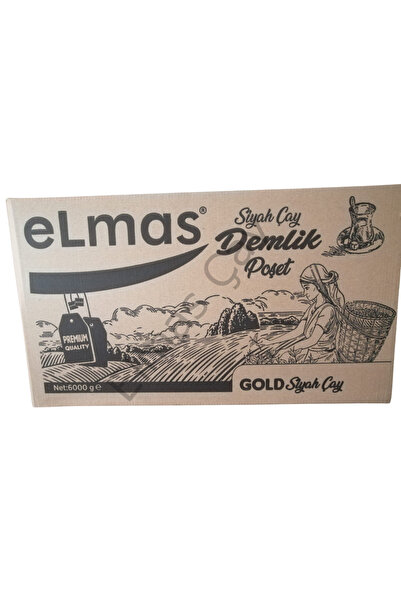 eLmas®
Siyah Çay
Demlik
Poşet
PREMIUM
QUALITY
Net:6000 g e
GOLD Siyah Çay